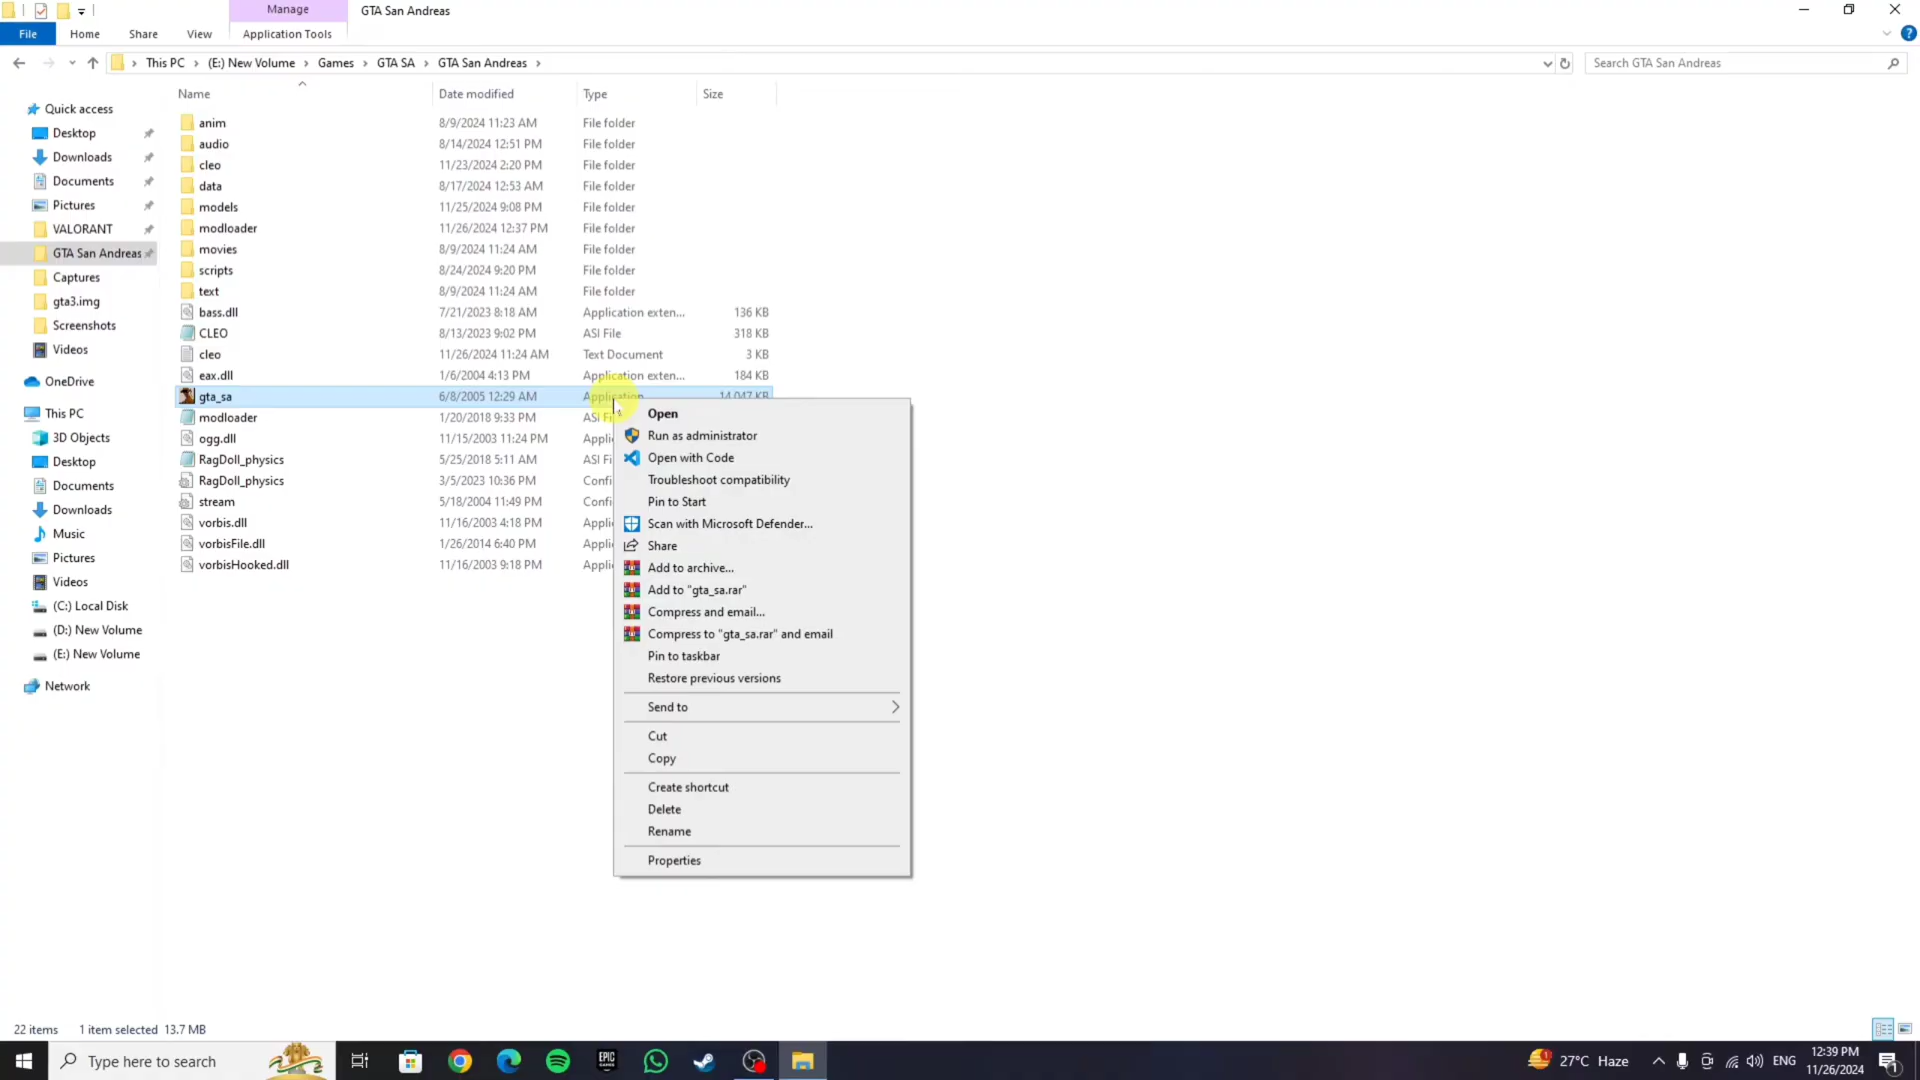 Manage
GTA San Andreas
File
Home
Share
View
Application Tools
This PC
(E:) New Volume
Games
GTA SA
GTA San Andreas
Search GTA San Andreas
Name
Date modified
Type
Size
Quick access
Desktop
Downloads
Documents
Pictures
VALORANT
GTA San Andreas
Captures
gta3.img
Screenshots
Videos
OneDrive
This PC
3D Objects
Desktop
Documents
Downloads
Music
Pictures
Videos
(C:) Local Disk
(D:) New Volume
(E:) New Volume
Network
anim 8/9/2024 11:23 AM File folder
audio 8/14/2024 12:51 PM File folder
cleo 11/23/2024 2:20 PM File folder
data 8/17/2024 12:53 AM File folder
models 11/25/2024 9:08 PM File folder
modloader 11/26/2024 12:37 PM File folder
movies 8/9/2024 11:24 AM File folder
scripts 8/24/2024 9:20 PM File folder
text 8/9/2024 11:24 AM File folder
bass.dll 7/21/2023 8:18 AM Application exten... 136 KB
CLEO 8/13/2023 9:02 PM ASI File 318 KB
cleo 11/26/2024 11:24 AM Text Document 3 KB
eax.dll 1/6/2004 4:13 PM Application exten... 184 KB
gta_sa 6/8/2005 12:29 AM Application 14,047 KB
modloader 1/20/2018 9:33 PM ASI Fi
ogg.dll 11/15/2003 11:24 PM Appli
RagDoll_physics 5/25/2018 5:11 AM ASI Fi
RagDoll_physics 3/5/2023 10:36 PM Confi
stream 5/18/2004 11:49 PM Confi
vorbis.dll 11/16/2003 4:18 PM Appli
vorbisFile.dll 1/26/2014 6:40 PM Appli
vorbisHooked.dll 11/16/2003 9:18 PM Appli
Open
Run as administrator
Open with Code
Troubleshoot compatibility
Pin to Start
Scan with Microsoft Defender...
Share
Add to archive...
Add to "gta_sa.rar"
Compress and email...
Compress to "gta_sa.rar" and email
Pin to taskbar
Restore previous versions
Send to
Cut
Copy
Create shortcut
Delete
Rename
Properties
22 items 1 item selected 13.7 MB
Type here to search
EPIC
GAMES
27°C Haze
ENG
12:39 PM
11/26/2024